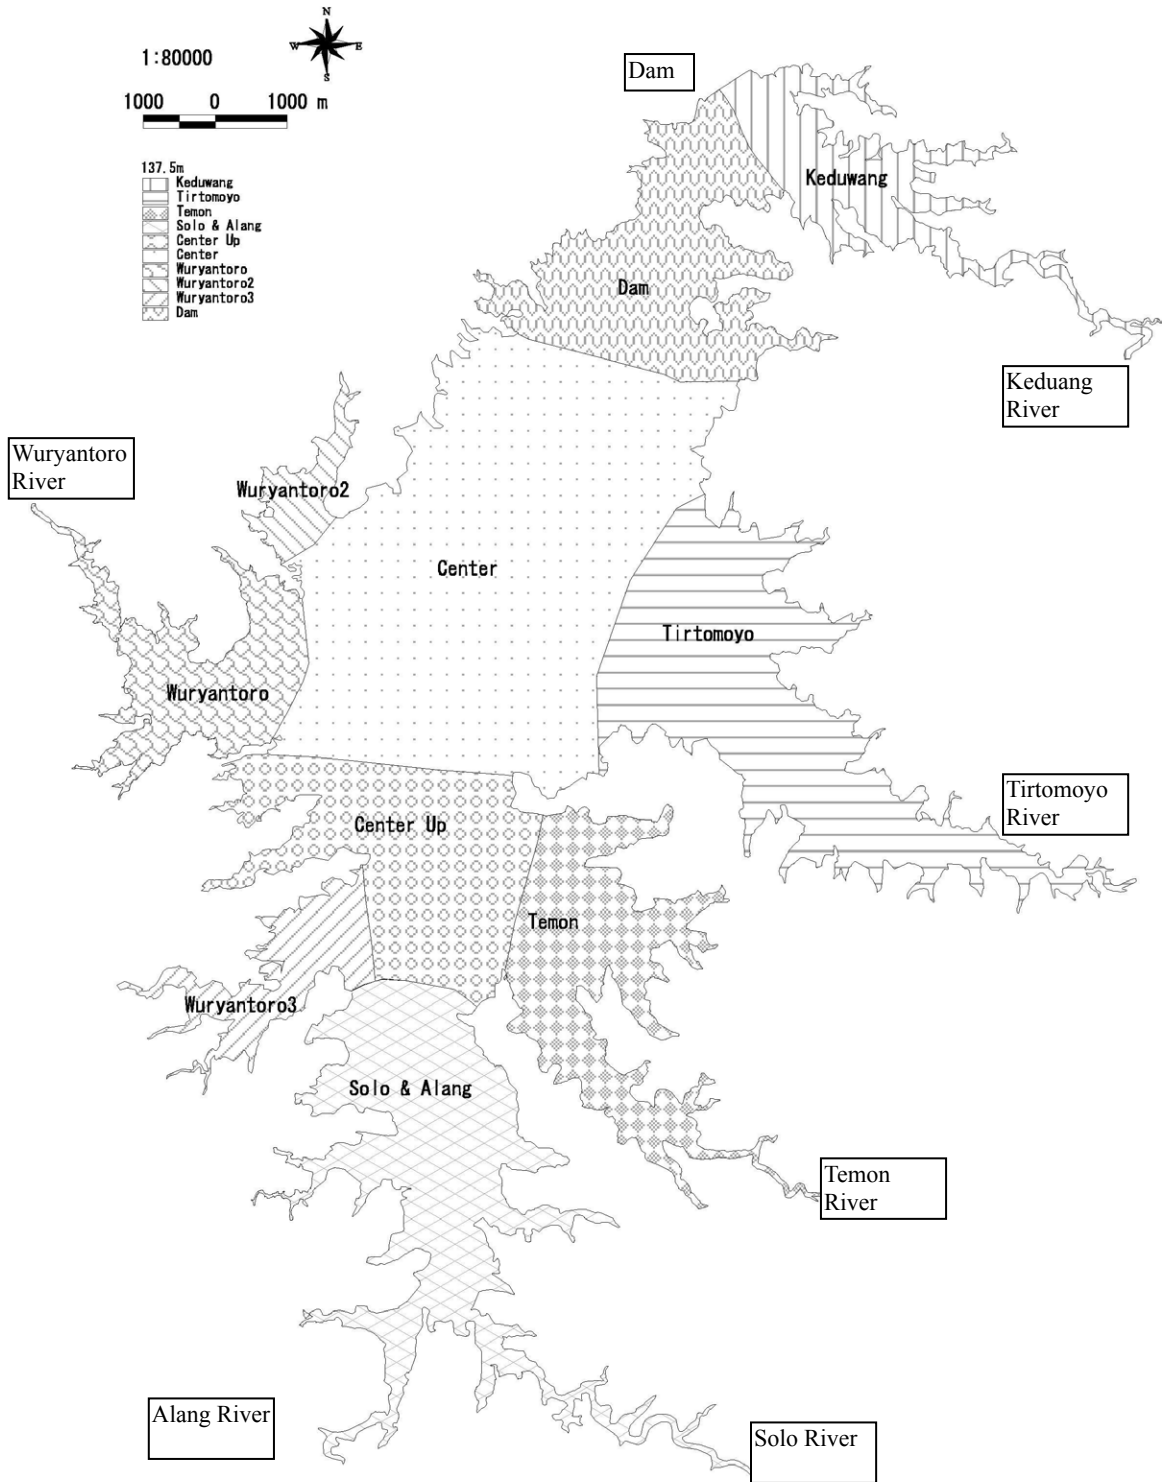 N
W E
S
1:80000
1000 0 1000 m
137.5m
Keduwang
Tirtomoyo
Temon
Solo & Alang
Center Up
Center
Wuryantoro
Wuryantoro2
Wuryantoro3
Dam
Dam
Keduwang
Dam
Keduang
River
Wuryantoro
River
Wuryantoro2
Center
Tirtomoyo
Wuryantoro
Tirtomoyo
River
Center Up
Temon
Wuryantoro3
Solo & Alang
Temon
River
Alang River
Solo River